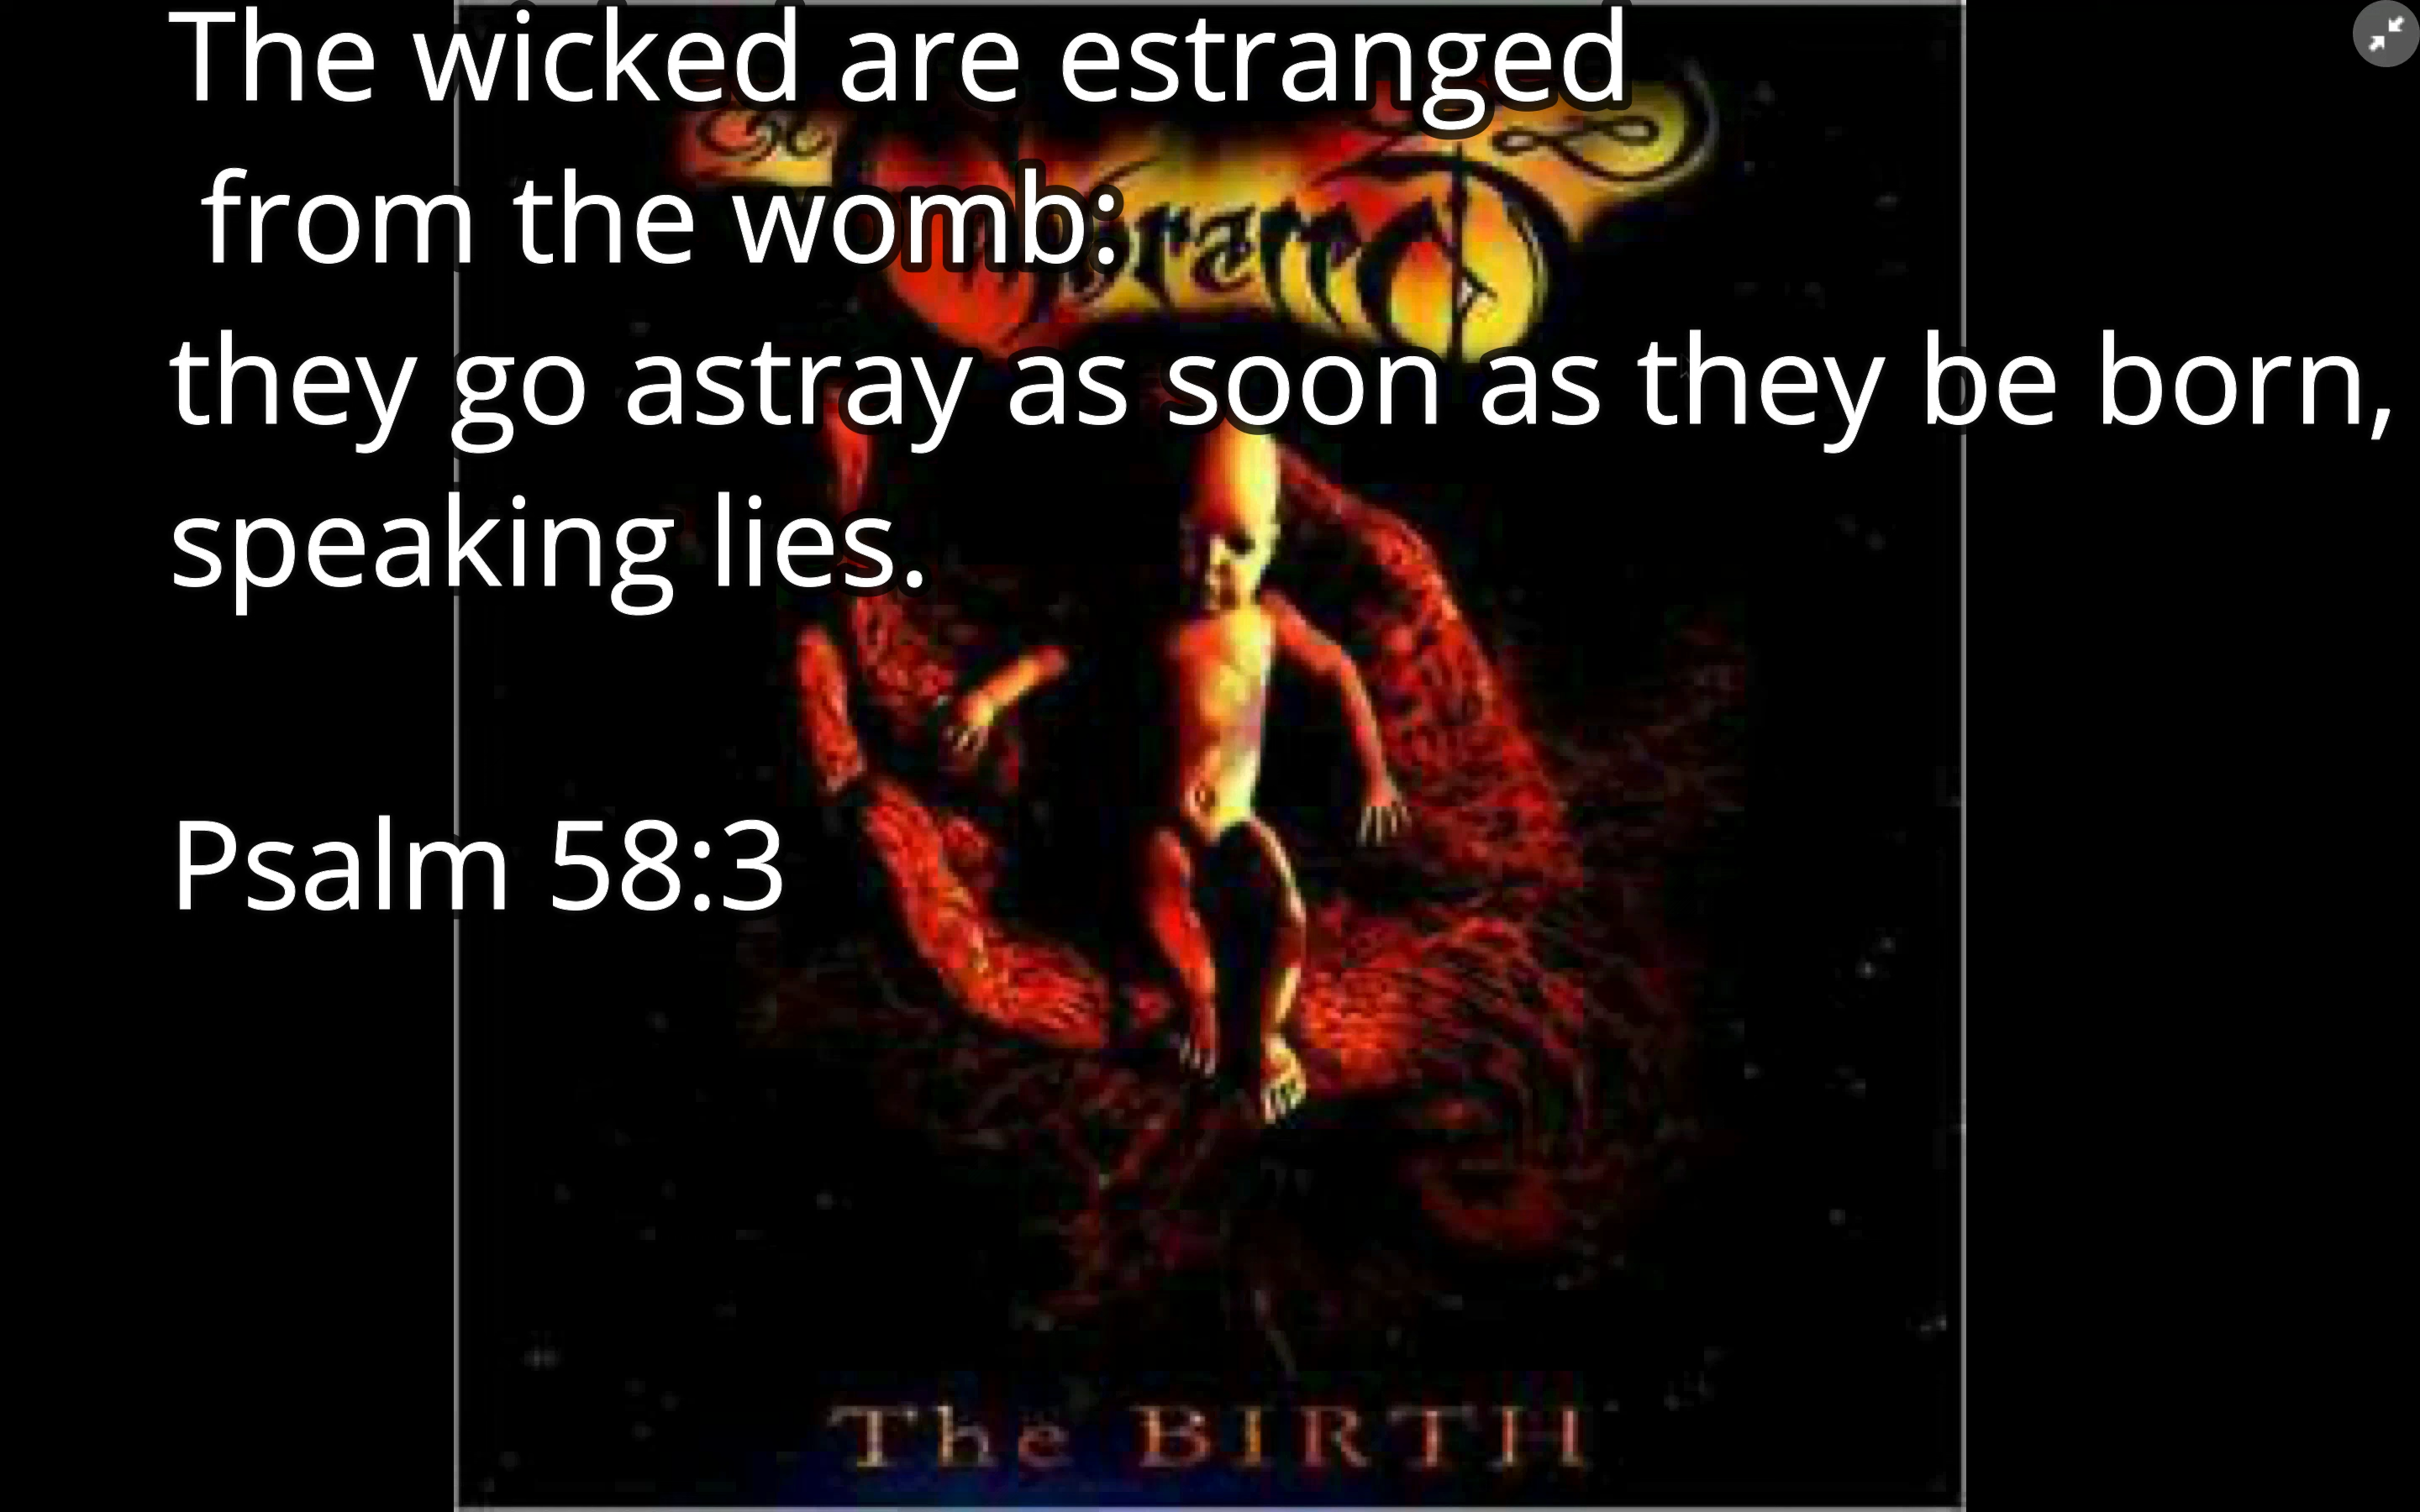 The wicked are estranged
from the womb:
they go astray as soon as they be born,
speaking lies.
Psalm 58:3
The BIRTH